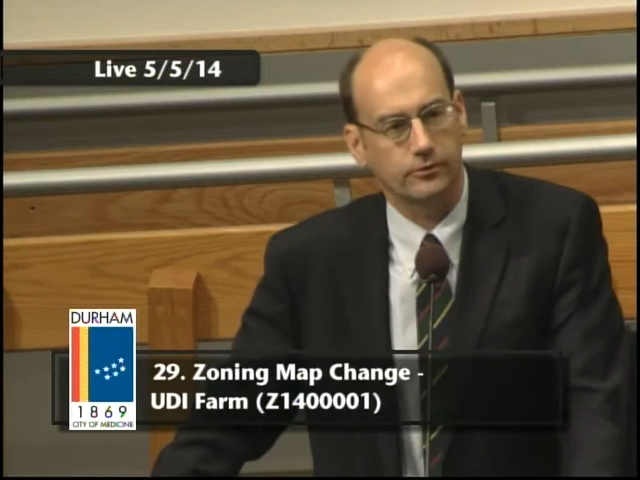 Live 5/5/14
DURHAM
1869
CITY OF MEDICINE
29. Zoning Map Change -
UDI Farm (Z1400001)